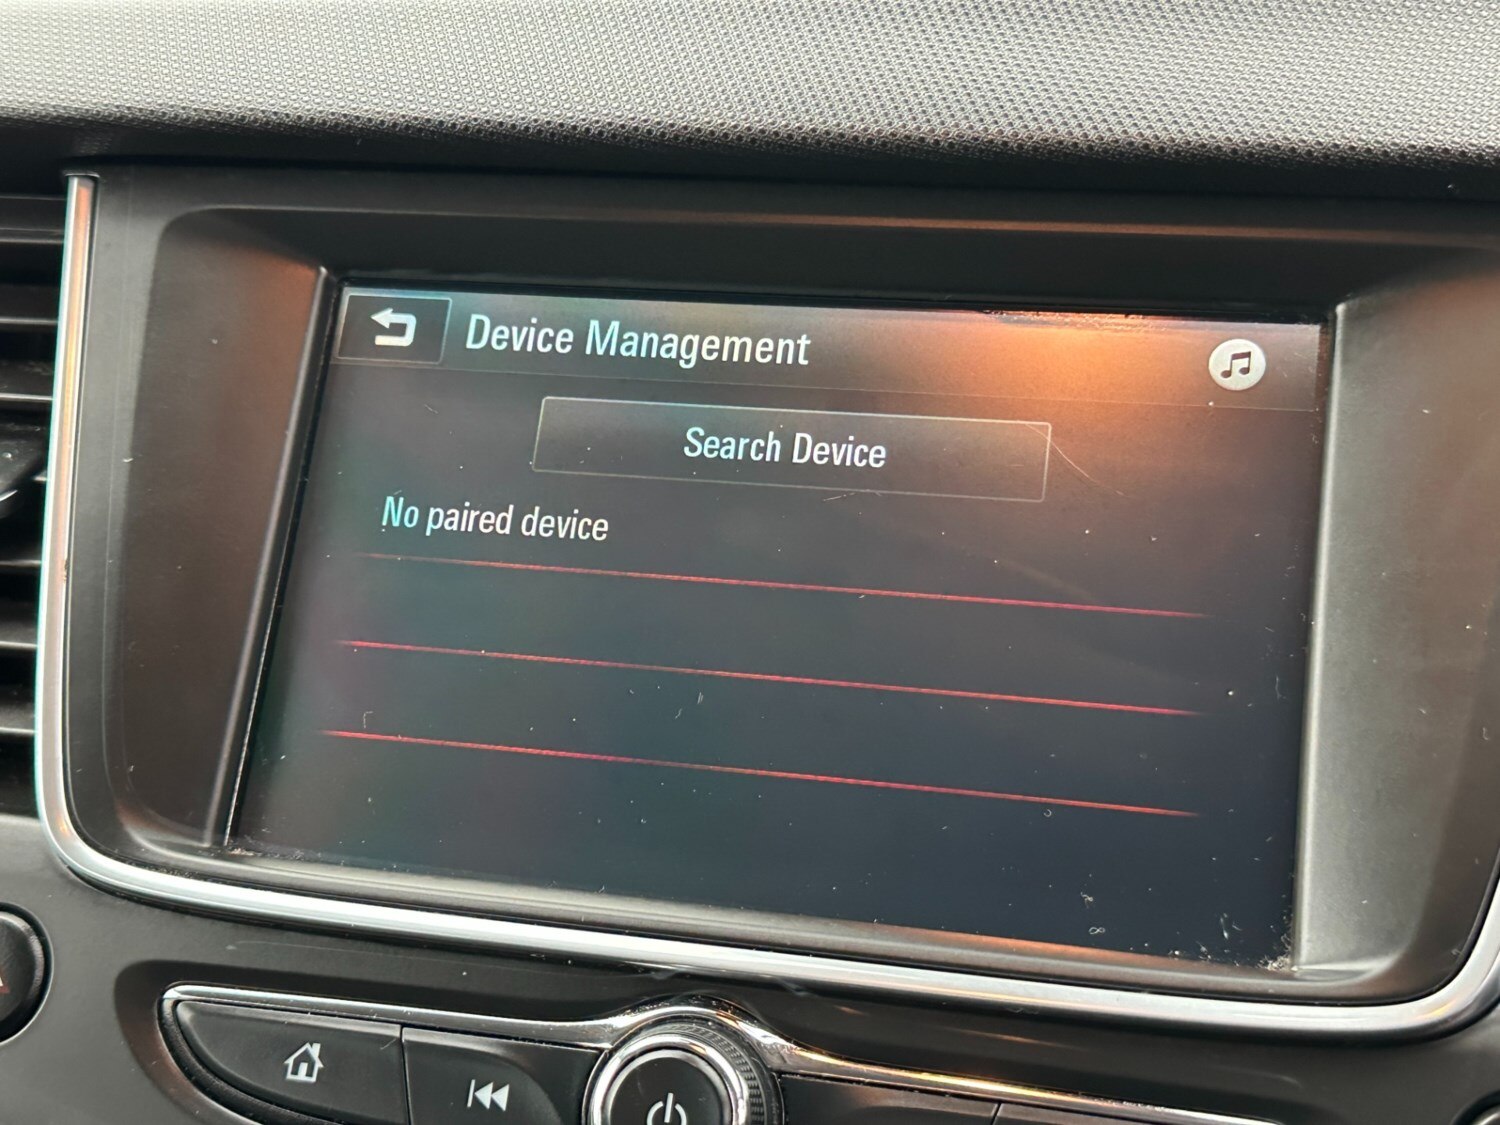 Device Management
Search Device
No paired device